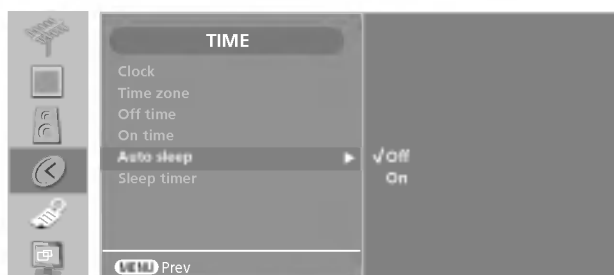 TIME
Clock
Time zone
Off time
On time
Auto sleep ▶ √ Off
On
Sleep timer
MENU Prev